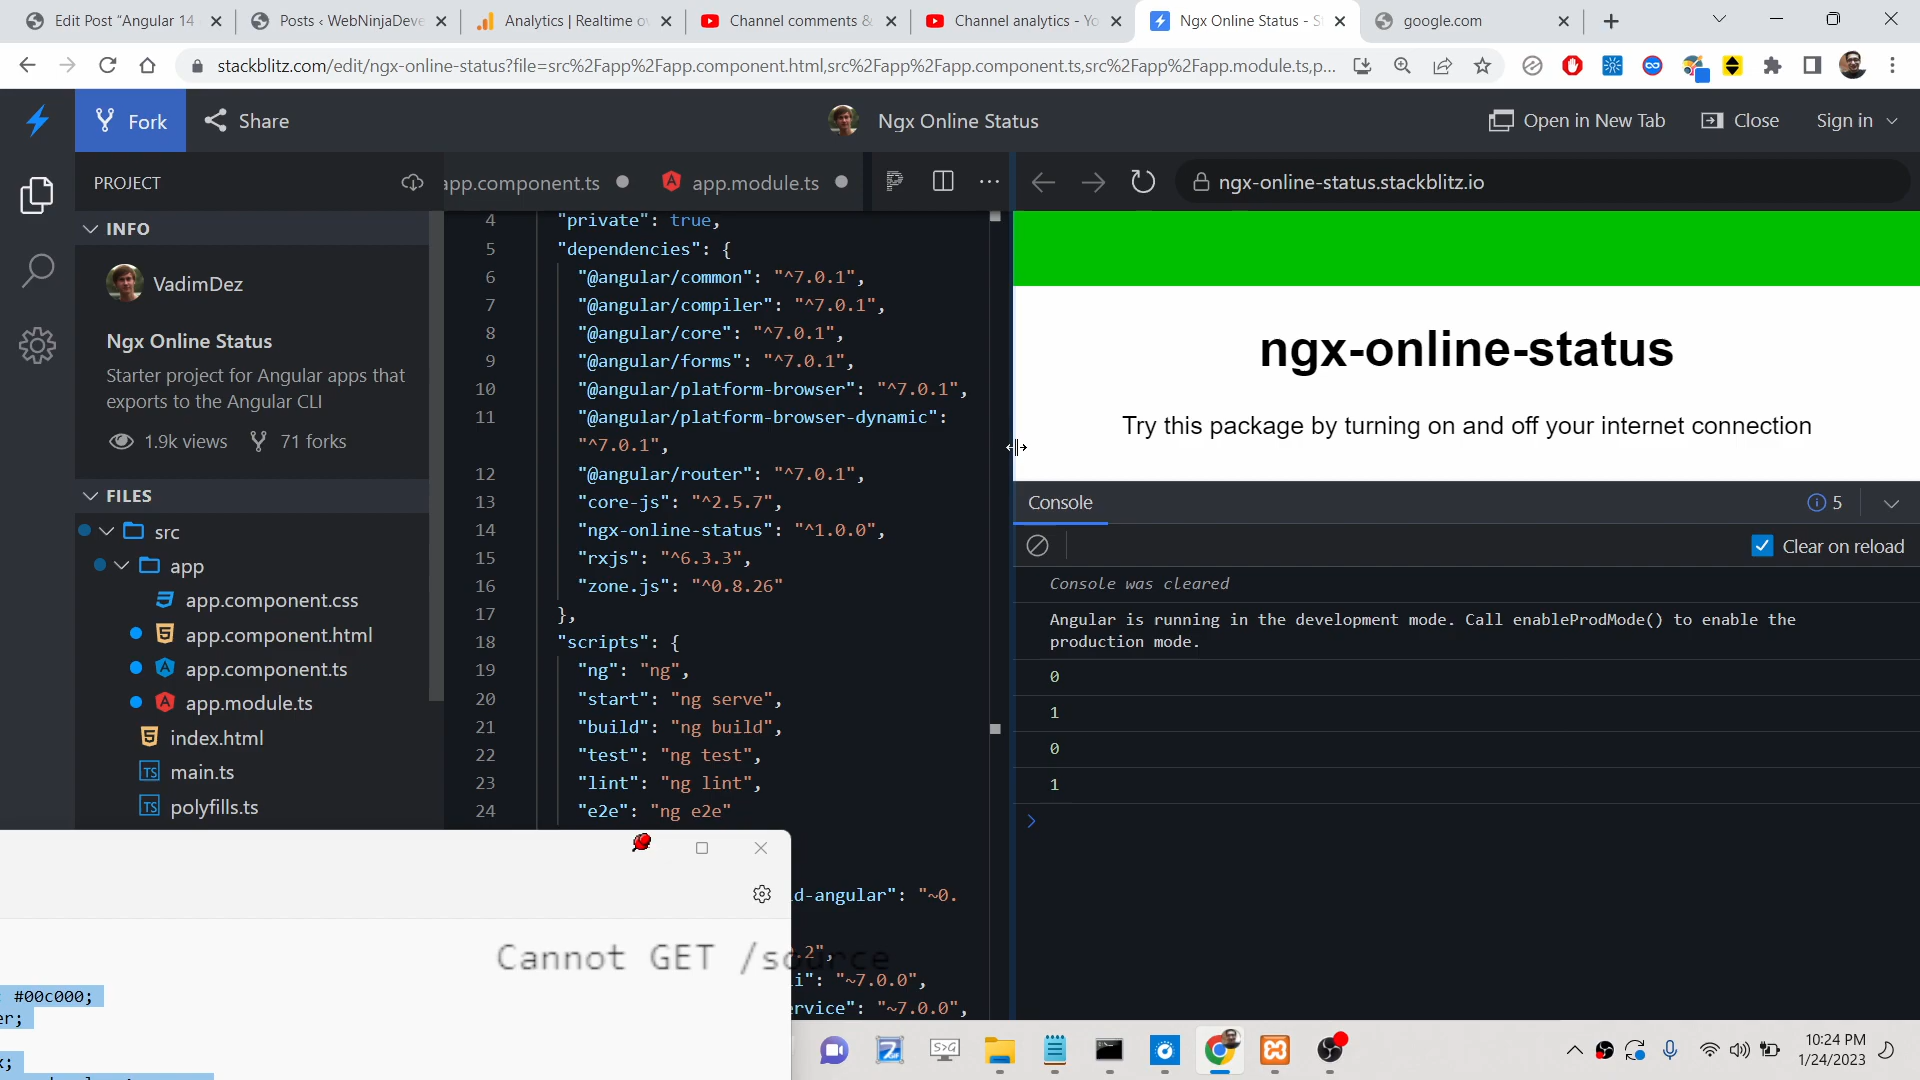 Edit Post “Angular 14
Posts ‹ WebNinjaDeve
Analytics | Realtime o
Channel comments &
Channel analytics - Yo
Ngx Online Status - S
google.com
stackblitz.com/edit/ngx-online-status?file=src%2Fapp%2Fapp.component.html,src%2Fapp%2Fapp.component.ts,src%2Fapp%2Fapp.module.ts,p...
Fork
Share
Ngx Online Status
Open in New Tab
Close
Sign in
PROJECT
app.component.ts
app.module.ts
ngx-online-status.stackblitz.io
INFO
VadimDez
Ngx Online Status
Starter project for Angular apps that
exports to the Angular CLI
1.9k views
71 forks
FILES
src
app
app.component.css
app.component.html
app.component.ts
app.module.ts
index.html
main.ts
polyfills.ts
4 "private": true,
5 "dependencies": {
6 "@angular/common": "^7.0.1",
7 "@angular/compiler": "^7.0.1",
8 "@angular/core": "^7.0.1",
9 "@angular/forms": "^7.0.1",
10 "@angular/platform-browser": "^7.0.1",
11 "@angular/platform-browser-dynamic":
"^7.0.1",
12 "@angular/router": "^7.0.1",
13 "core-js": "^2.5.7",
14 "ngx-online-status": "^1.0.0",
15 "rxjs": "^6.3.3",
16 "zone.js": "^0.8.26"
17 },
18 "scripts": {
19 "ng": "ng",
20 "start": "ng serve",
21 "build": "ng build",
22 "test": "ng test",
23 "lint": "ng lint",
24 "e2e": "ng e2e"
d-angular": "~0.
.2",
i": "~7.0.0",
ervice": "~7.0.0",
ngx-online-status
Try this package by turning on and off your internet connection
Console
5
Clear on reload
Console was cleared
Angular is running in the development mode. Call enableProdMode() to enable the
production mode.
0
1
0
1
Cannot GET /source
: #00c000;
er;
x;
10:24 PM
1/24/2023